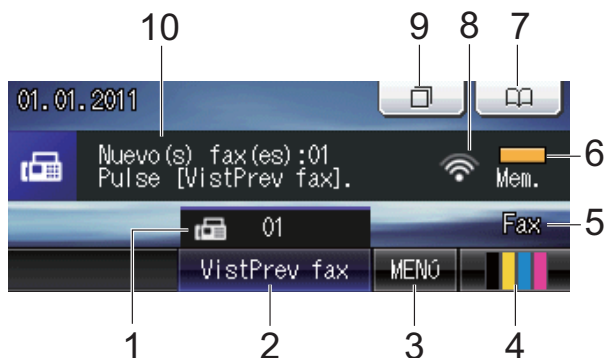 10 9 8 7
01.01.2011
Nuevo(s) fax(es):01
Pulse [VistPrev fax].
Mem.
6
1
01
Fax
5
VistPrev fax
MENÚ
1 2 3 4